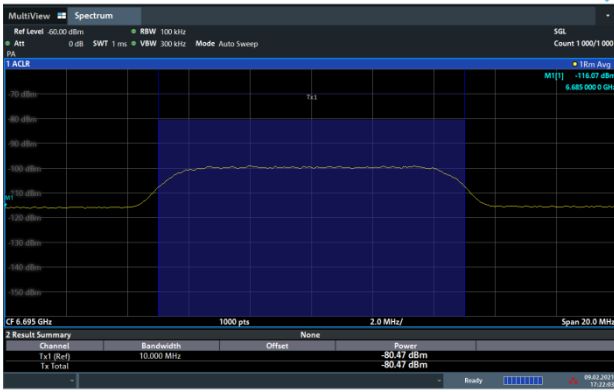 MultiView Spectrum
Ref Level -60.00 dBm RBW 100 kHz SGL
Att 0 dB SWT 1 ms VBW 300 kHz Mode Auto Sweep Count 1000/1000
PA
1 ACLR 1Rm Avg
M1[1] -116.07 dBm
6.685 000 0 GHz
-70 dBm
Tx1
-80 dBm
-90 dBm
-100 dBm
-110 dBm
M1
-120 dBm
-130 dBm
-140 dBm
-150 dBm
CF 6.695 GHz 1000 pts 2.0 MHz/ Span 20.0 MHz
2 Result Summary None
Channel Bandwidth Offset Power
Tx1 (Ref) 10.000 MHz -80.47 dBm
Tx Total -80.47 dBm
Ready 09.02.2021
17:22:03